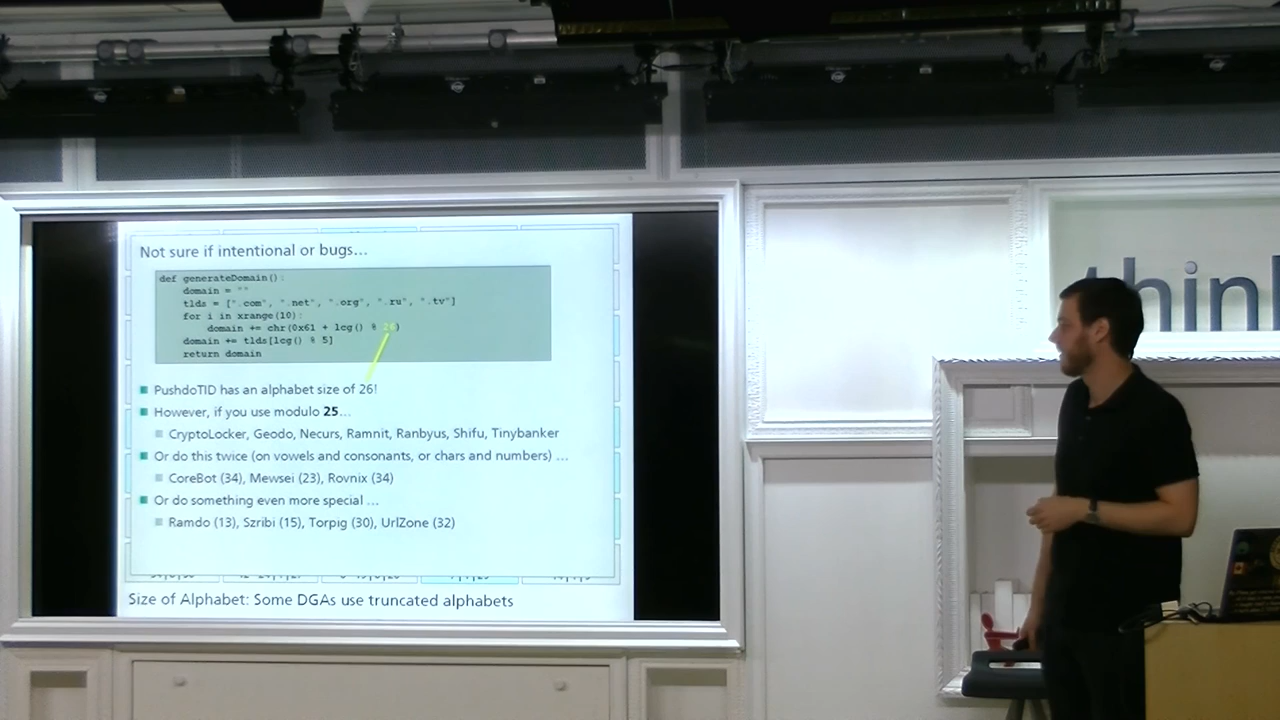 Not sure if intentional or bugs...
def generateDomain():
domain = ""
tlds = [".com", ".net", ".org", ".ru", ".tv"]
for i in xrange(10):
domain += chr(0x61 + lcg() % 26)
domain += tlds[lcg() % 5]
return domain
PushdoTID has an alphabet size of 26!
However, if you use modulo 25...
CryptoLocker, Geodo, Necurs, Ramnit, Ranbyus, Shifu, Tinybanker
Or do this twice (on vowels and consonants, or chars and numbers) ...
CoreBot (34), Mewsei (23), Rovnix (34)
Or do something even more special ...
Ramdo (13), Szribi (15), Torpig (30), UrlZone (32)
Size of Alphabet: Some DGAs use truncated alphabets
thin